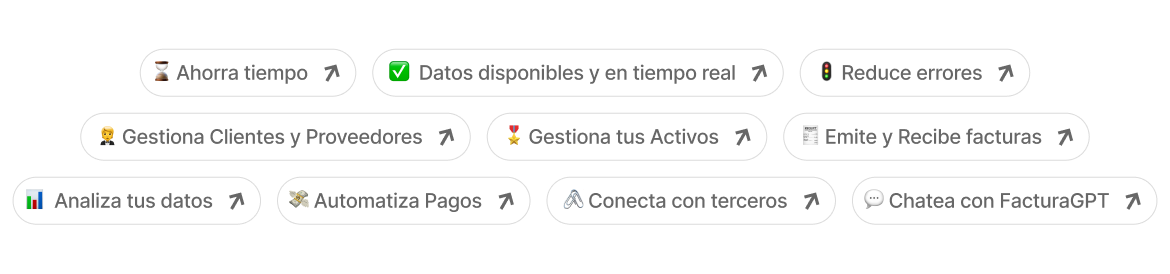 Ahorra tiempo
Datos disponibles y en tiempo real
Reduce errores
Gestiona Clientes y Proveedores
Gestiona tus Activos
Emite y Recibe facturas
Analiza tus datos
Automatiza Pagos
Conecta con terceros
Chatea con FacturaGPT